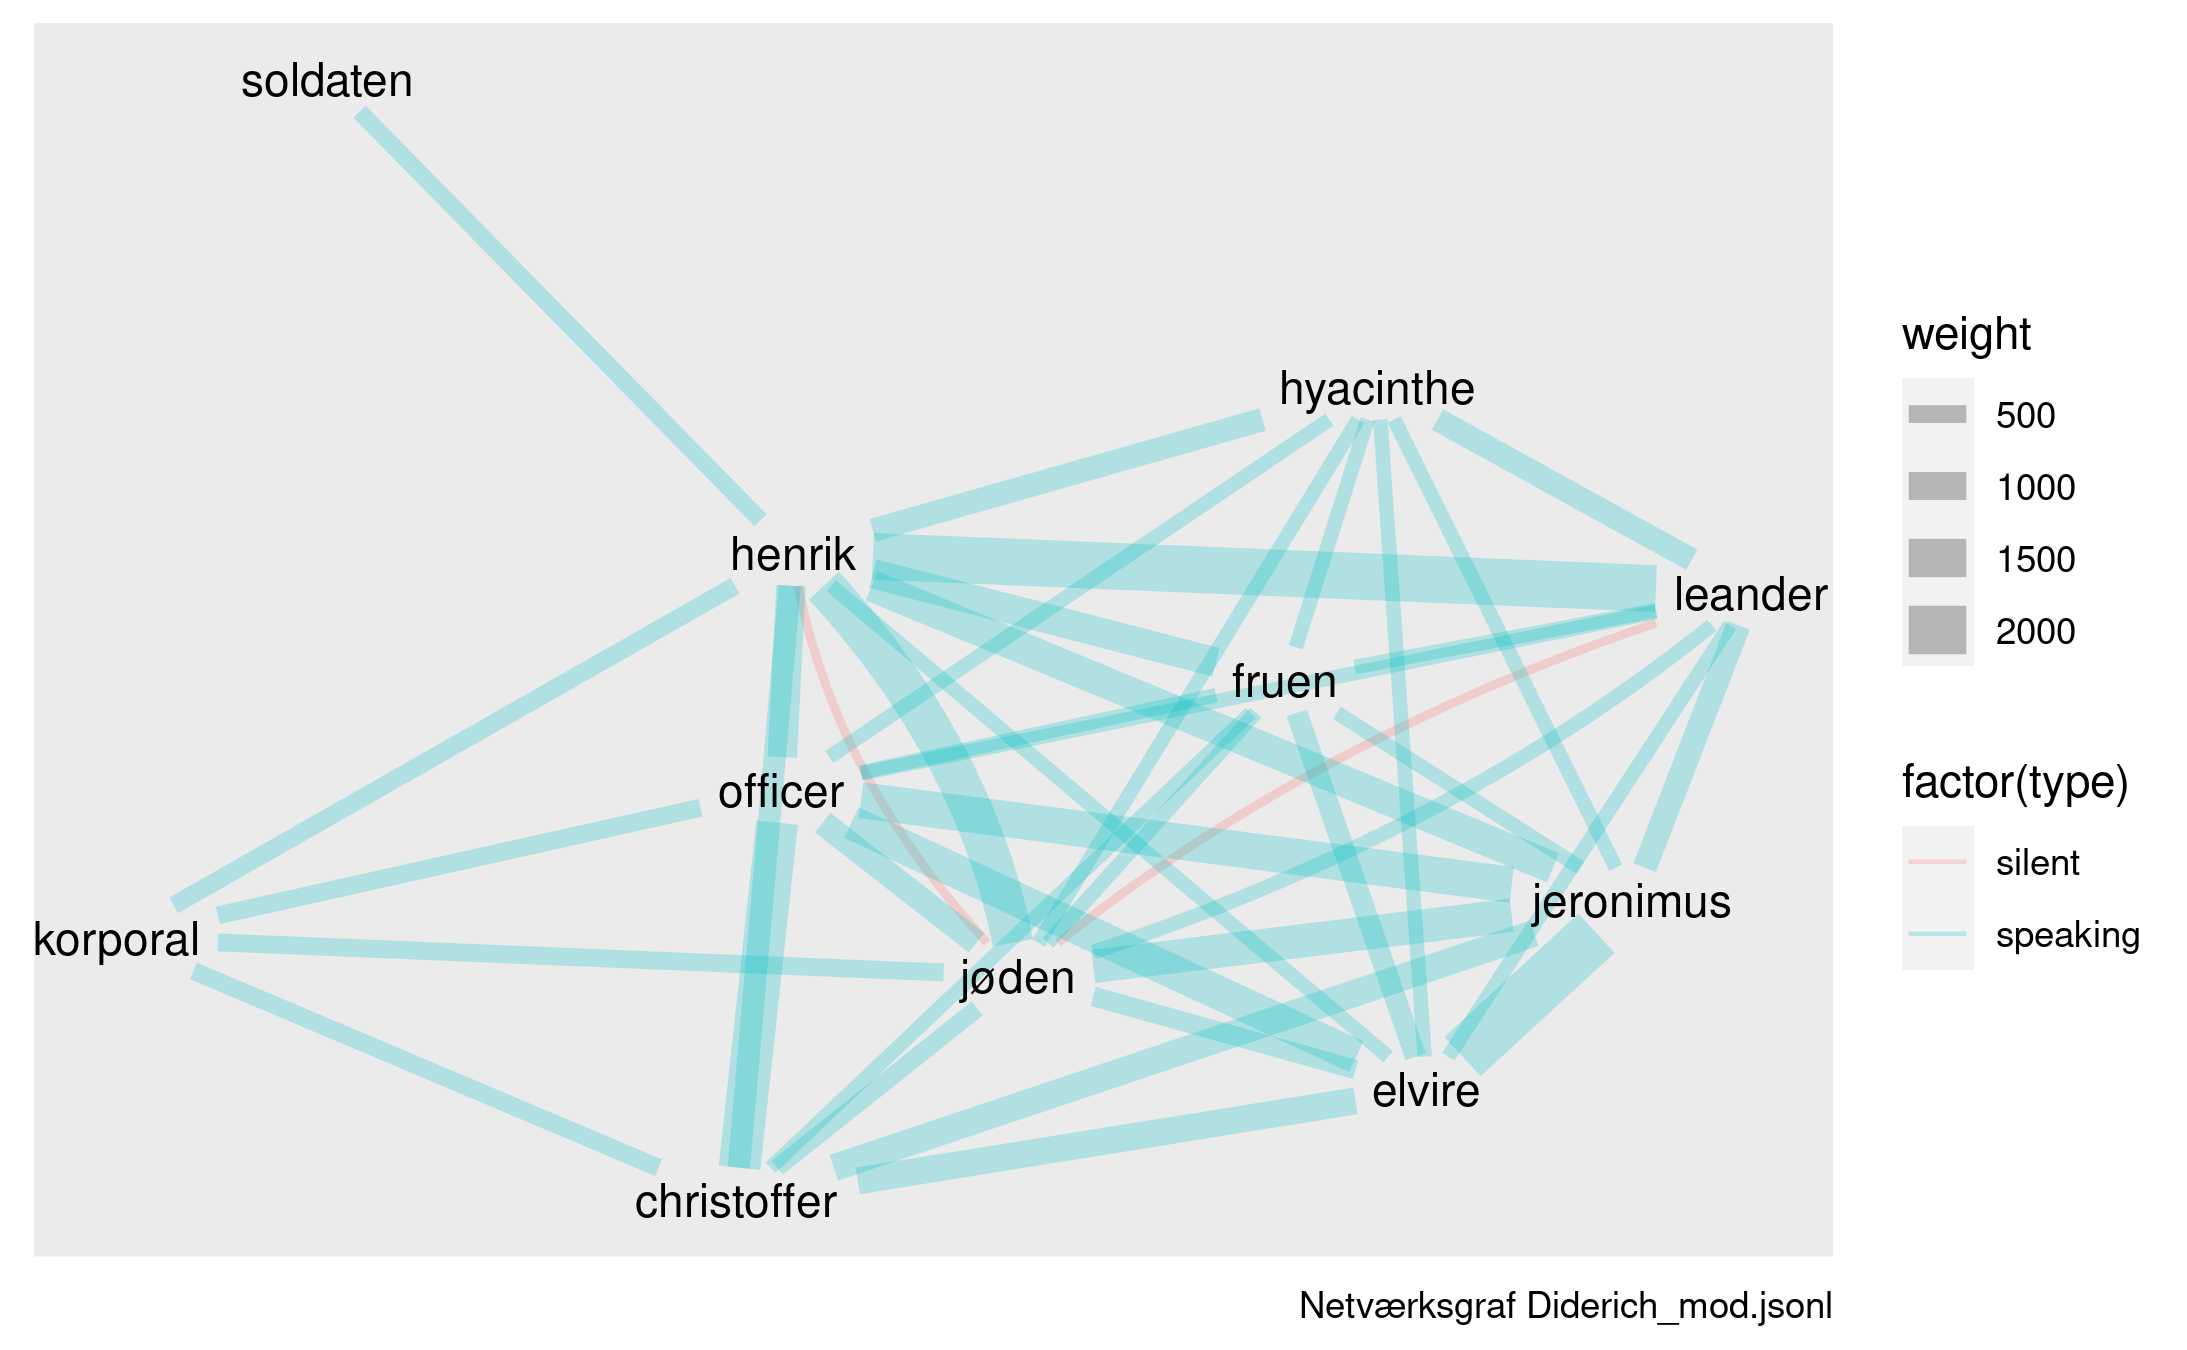 soldaten
hyacinthe
henrik
leander
fruen
officer
jeronimus
korporal
jøden
elvire
christoffer
weight
500
1000
1500
2000
factor(type)
silent
speaking
Netværksgraf Diderich_mod.jsonl